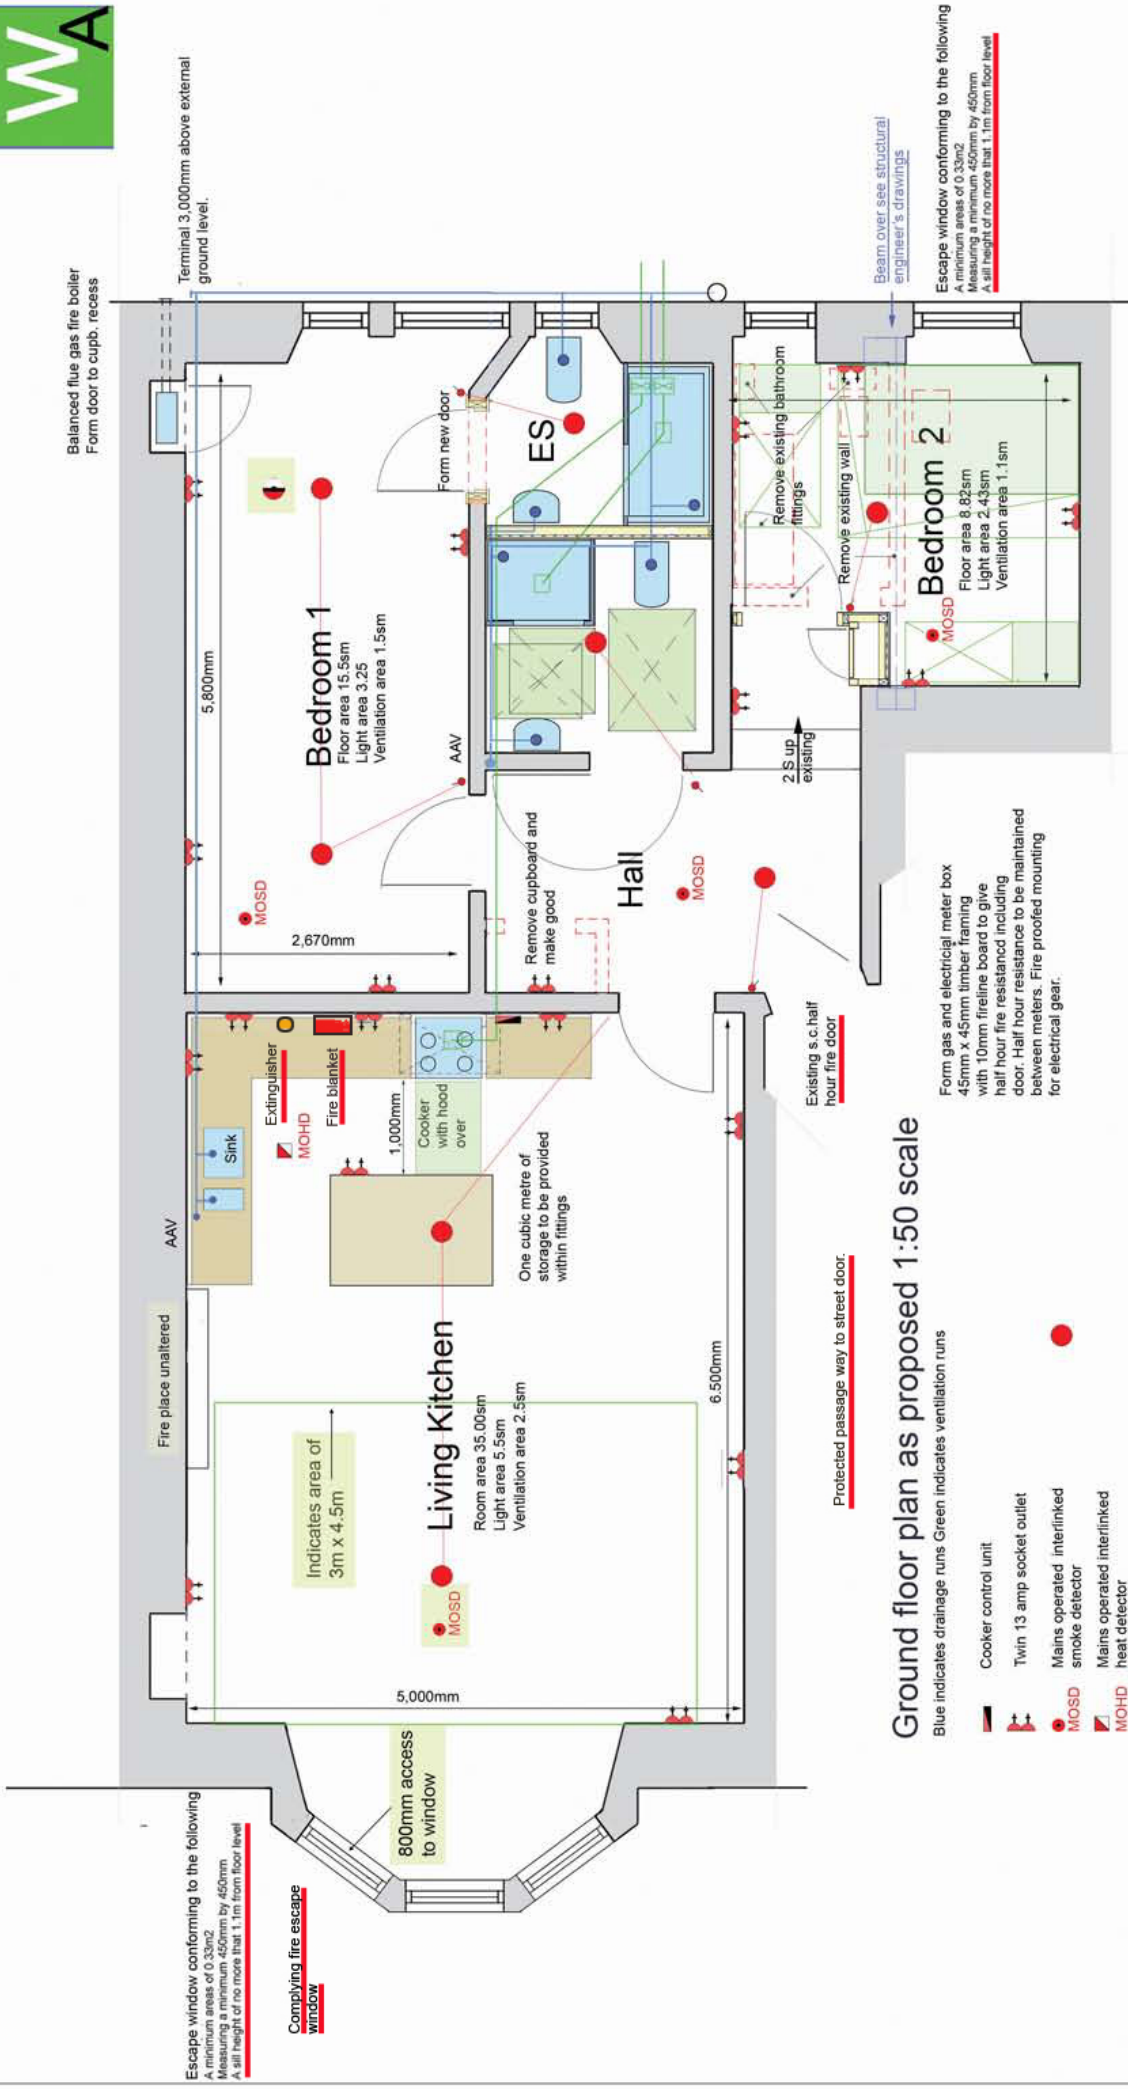 WA
Balanced flue gas fire boiler
Form door to cupb. recess
Terminal 3,000mm above external
ground level.
Escape window conforming to the following
A minimum areas of 0.33m2
Measuring a minimum 450mm by 450mm
A sill height of no more that 1.1m from floor level
Complying fire escape
window
800mm access
to window
5,000mm
MOSD
Indicates area of
3m x 4.5m
Fire place unaltered
AAV
Living Kitchen
Room area 35.00sm
Light area 5.5sm
Ventilation area 2.5sm
6.500mm
One cubic metre of
storage to be provided
within fittings
Sink
Extinguisher
MOHD
Fire blanket
1,000mm
Cooker
with hood
over
5,800mm
2,670mm
MOSD
Bedroom 1
Floor area 15.5sm
Light area 3.25
Ventilation area 1.5sm
AAV
Form new door
ES
Remove cupboard and
make good
Hall
MOSD
2 S up
existing
Remove existing bathroom
fittings
Remove existing wall
Bedroom 2
Floor area 8.82sm
Light area 2.43sm
Ventilation area 1.1sm
MOSD
Beam over see structural
engineer's drawings
Escape window conforming to the following
A minimum areas of 0.33m2
Measuring a minimum 450mm by 450mm
A sill height of no more that 1.1m from floor level
Existing s.c.half
hour fire door
Protected passage way to street door.
Form gas and electricial meter box
45mm x 45mm timber framing
with 10mm fireline board to give
half hour fire resistancd including
door. Half hour resistance to be maintained
between meters. Fire proofed mounting
for electrical gear.
Ground floor plan as proposed 1:50 scale
Blue indicates drainage runs Green indicates ventilation runs
Cooker control unit
Twin 13 amp socket outlet
MOSD
Mains operated interlinked
smoke detector
MOHD
Mains operated interlinked
heat detector